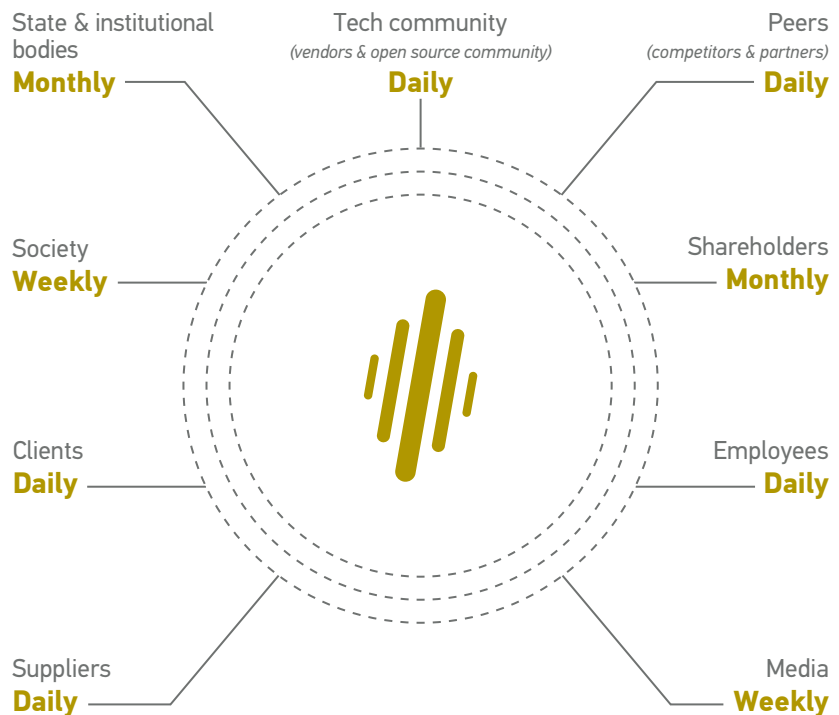 State & institutional
bodies
Monthly
Tech community
(vendors & open source community)
Daily
Peers
(competitors & partners)
Daily
Society
Weekly
Shareholders
Monthly
Clients
Daily
Employees
Daily
Suppliers
Daily
Media
Weekly